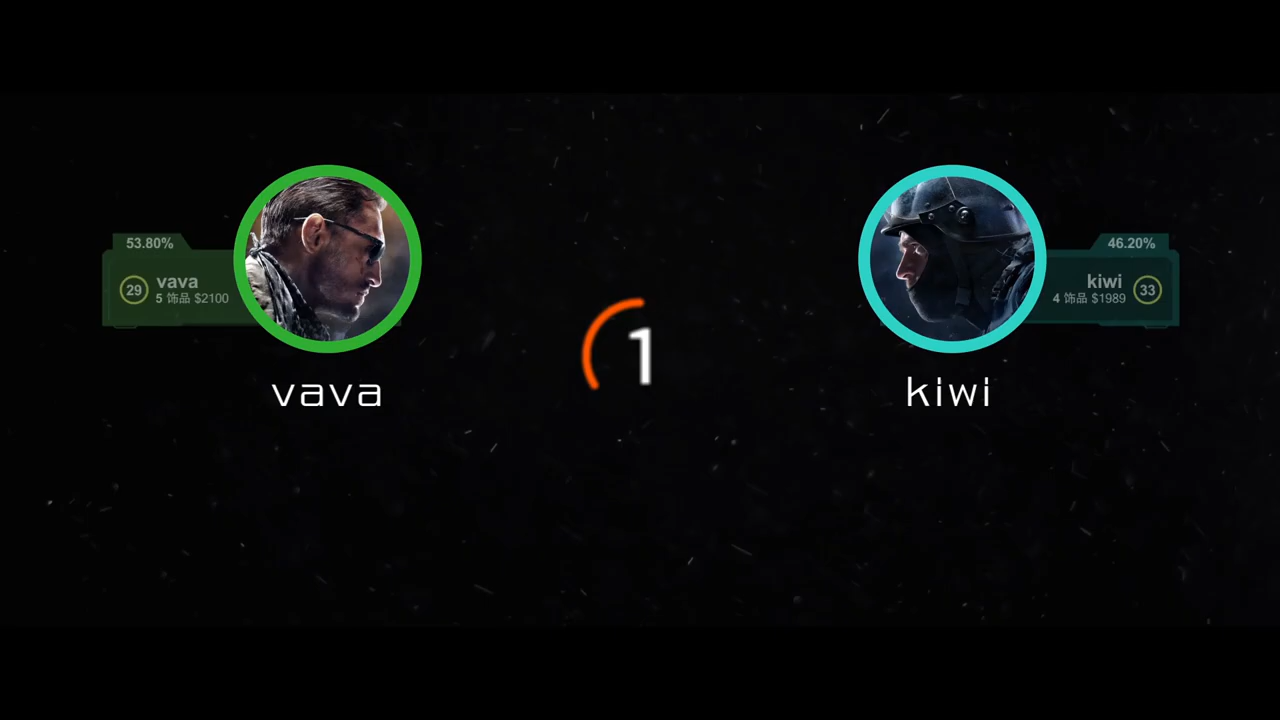 53.80%
29
vava
5 饰品 $2100
vava
1
46.20%
kiwi
4 饰品 $1989
33
kiwi